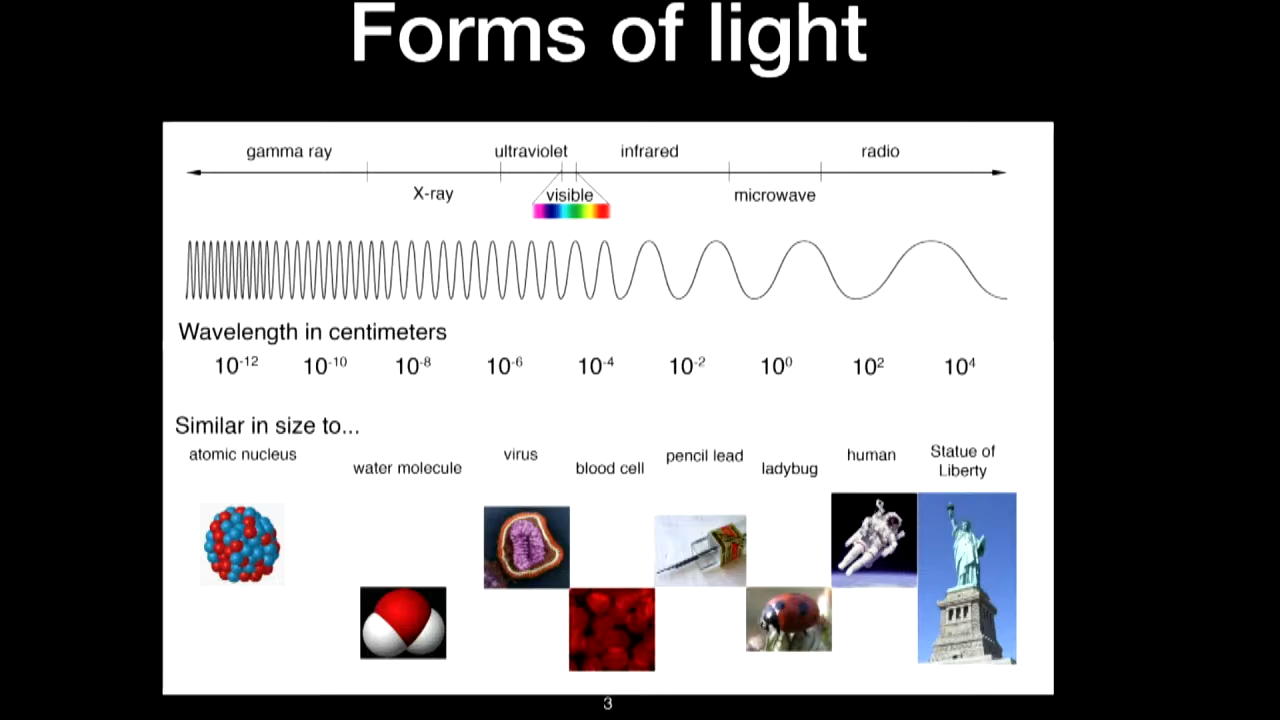 Forms of light
gamma ray ultraviolet infrared radio
X-ray visible microwave
Wavelength in centimeters
10⁻¹² 10⁻¹⁰ 10⁻⁸ 10⁻⁶ 10⁻⁴ 10⁻² 10⁰ 10² 10⁴
Similar in size to...
atomic nucleus
water molecule
virus
blood cell
pencil lead
ladybug
human
Statue of
Liberty
3